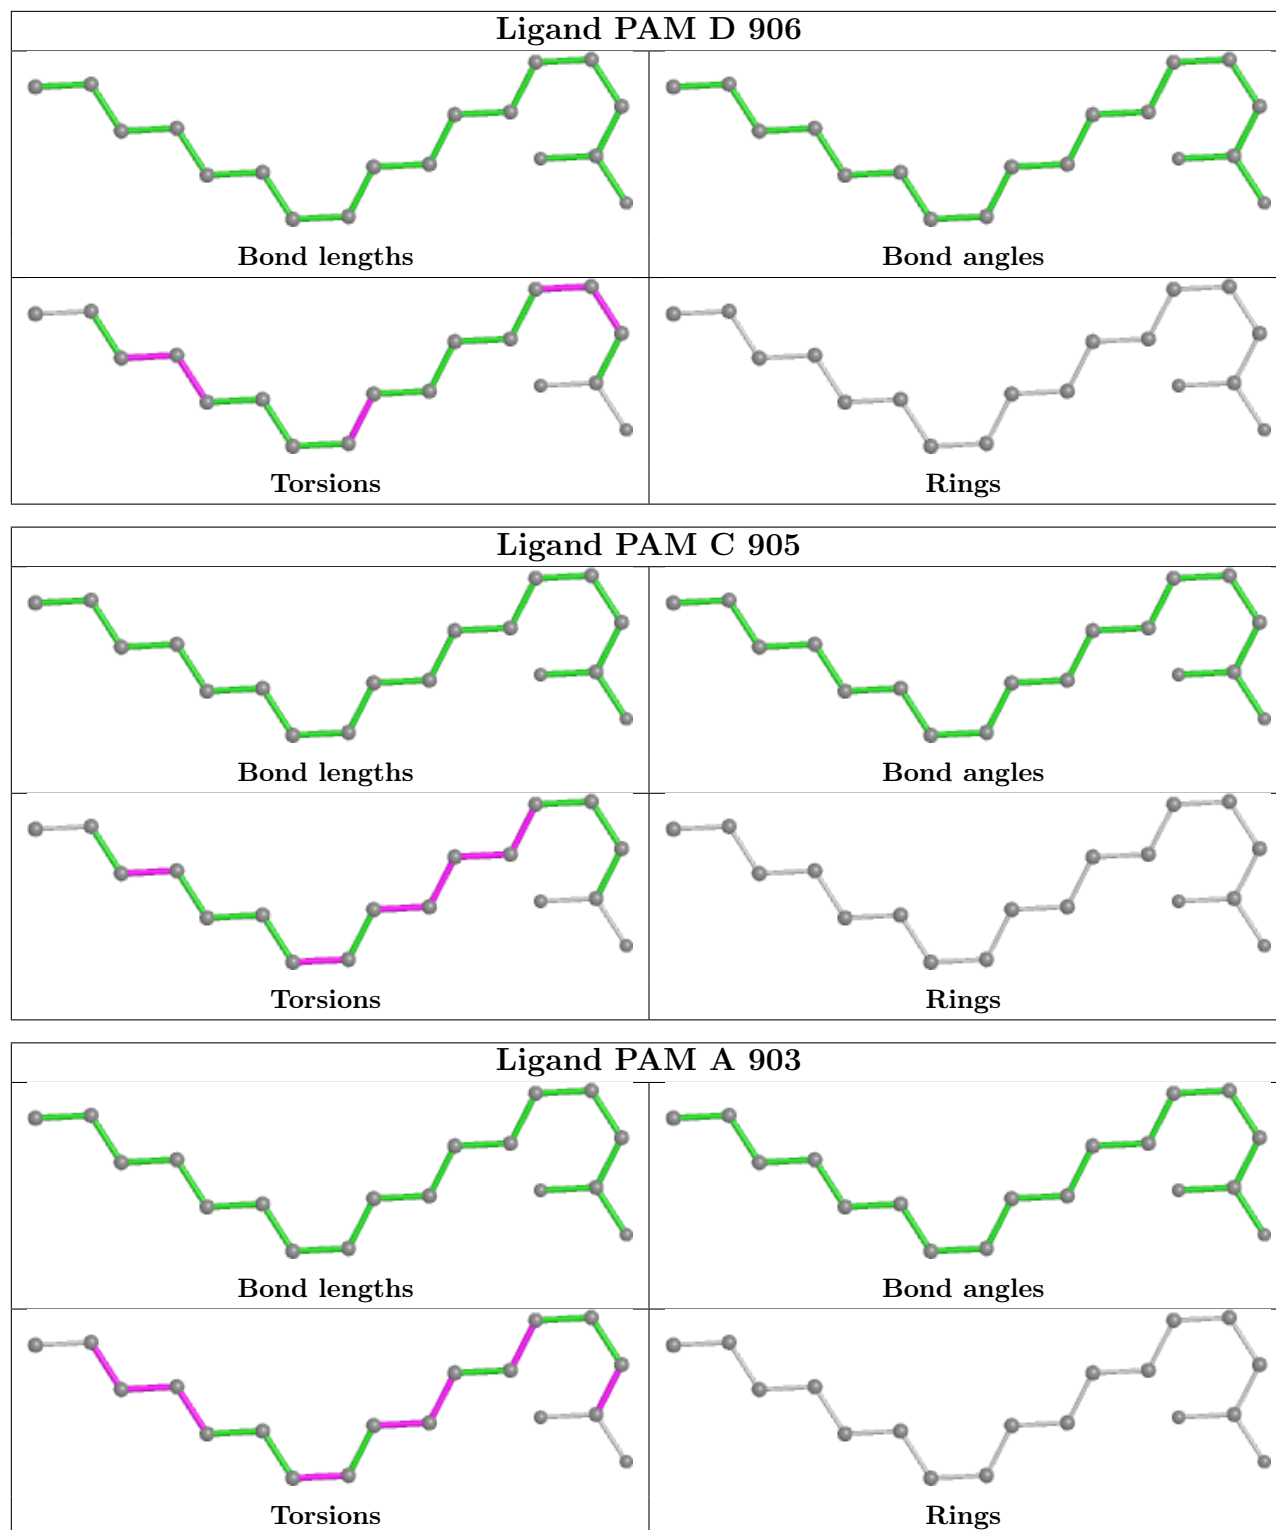 Ligand PAM D 906
Bond lengths
Bond angles
Torsions
Rings
Ligand PAM C 905
Bond lengths
Bond angles
Torsions
Rings
Ligand PAM A 903
Bond lengths
Bond angles
Torsions
Rings